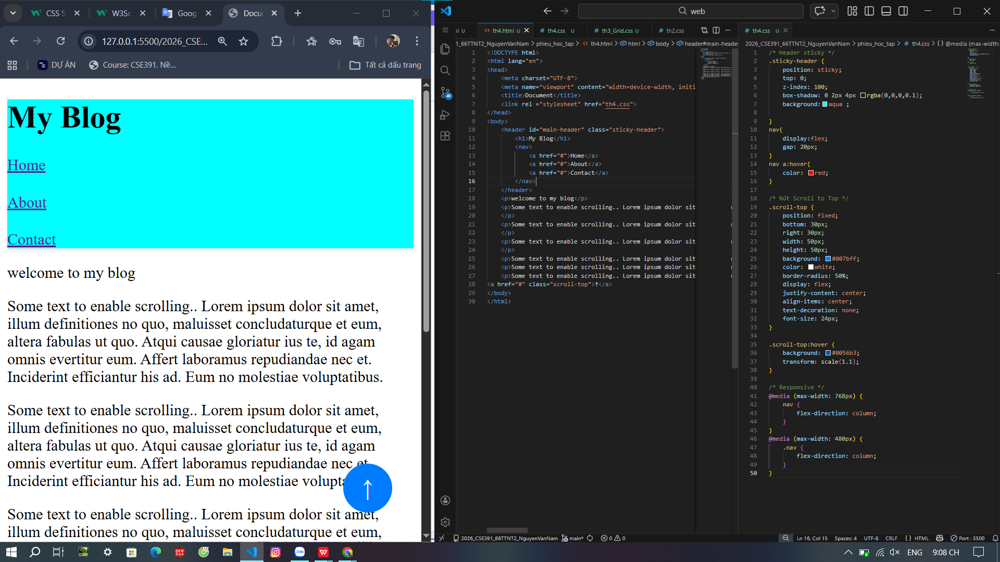 CSS S
W3Sc
Goog
Docu
127.0.0.1:5500/2026_CSE...
DỰ ÁN
Course: CSE391. Nề...
Tất cả dấu trang
My Blog
Home
About
Contact
welcome to my blog
Some text to enable scrolling.. Lorem ipsum dolor sit amet,
illum definitiones no quo, maluisset concludaturque et eum,
altera fabulas ut quo. Atqui causae gloriatur ius te, id agam
omnis evertitur eum. Affert laboramus repudiandae nec et.
Inciderint efficiantur his ad. Eum no molestiae voluptatibus.
Some text to enable scrolling.. Lorem ipsum dolor sit amet,
illum definitiones no quo, maluisset concludaturque et eum,
altera fabulas ut quo. Atqui causae gloriatur ius te, id agam
omnis evertitur eum. Affert laboramus repudiandae nec et.
Inciderint efficiantur his ad. Eum no molestiae volupta
↑
Some text to enable scrolling.. Lorem ipsum dolor sit amet,
illum definitiones no quo, maluisset concludaturque et eum,
web
ml U
th4.html U
th4.css U
th3_Grid.css U
th2.css
1_66TTNT2_NguyenVanNam > phieu_hoc_tap > th4.html > html > body > header#main-header
1 <!DOCTYPE html>
2 <html lang="en">
3 <head>
4 <meta charset="UTF-8">
5 <meta name="viewport" content="width=device-width, initi
6 <title>Document</title>
7 <link rel ="stylesheet" href="th4.css">
8 </head>
9 <body>
10 <header id="main-header" class="sticky-header">
11 <h1>My Blog</h1>
12 <nav>
13 <a href="#">Home</a>
14 <a href="#">About</a>
15 <a href="#">Contact</a>
16 </nav>
17 </header>
18 <p>welcome to my blog</p>
19 <p>Some text to enable scrolling.. Lorem ipsum dolor sit
20 </p>
21 <p>Some text to enable scrolling.. Lorem ipsum dolor sit
22 </p>
23 <p>Some text to enable scrolling.. Lorem ipsum dolor sit
24 </p>
25 <p>Some text to enable scrolling.. Lorem ipsum dolor sit
26 <p>Some text to enable scrolling.. Lorem ipsum dolor sit
27 <p>Some text to enable scrolling.. Lorem ipsum dolor sit
28 <a href="#" class="scroll-top">↑</a>
29 </body>
30 </html>
th4.css U
2026_CSE391_66TTNT2_NguyenVanNam > phieu_hoc_tap > th4.css > {} @media (max-width:
1 /* Header sticky */
2 .sticky-header {
3 position: sticky;
4 top: 0;
5 z-index: 100;
6 box-shadow: 0 2px 4px rgba(0,0,0,0.1);
7 background: aqua ;
8
9 }
10 nav{
11 display:flex;
12 gap: 20px;
13 }
14 nav a:hover{
15 color: red;
16 }
17
18 /* Nút Scroll to Top */
19 .scroll-top {
20 position: fixed;
21 bottom: 30px;
22 right: 30px;
23 width: 50px;
24 height: 50px;
25 background: #007bff;
26 color: white;
27 border-radius: 50%;
28 display: flex;
29 justify-content: center;
30 align-items: center;
31 text-decoration: none;
32 font-size: 24px;
33 }
34
35 .scroll-top:hover {
36 background: #0056b3;
37 transform: scale(1.1);
38 }
39
40 /* Responsive */
41 @media (max-width: 768px) {
42 nav {
43 flex-direction: column;
44 }
45 }
46 @media (max-width: 480px) {
47 .nav {
48 flex-direction: column;
49 }
50 }
41
2026_CSE391_66TTNT2_NguyenVanNam main* 0 0
Ln 16, Col 15 Spaces: 4 UTF-8 CRLF {} HTML Port : 5500
DEV C++
Zalo
ENG
9:08 CH